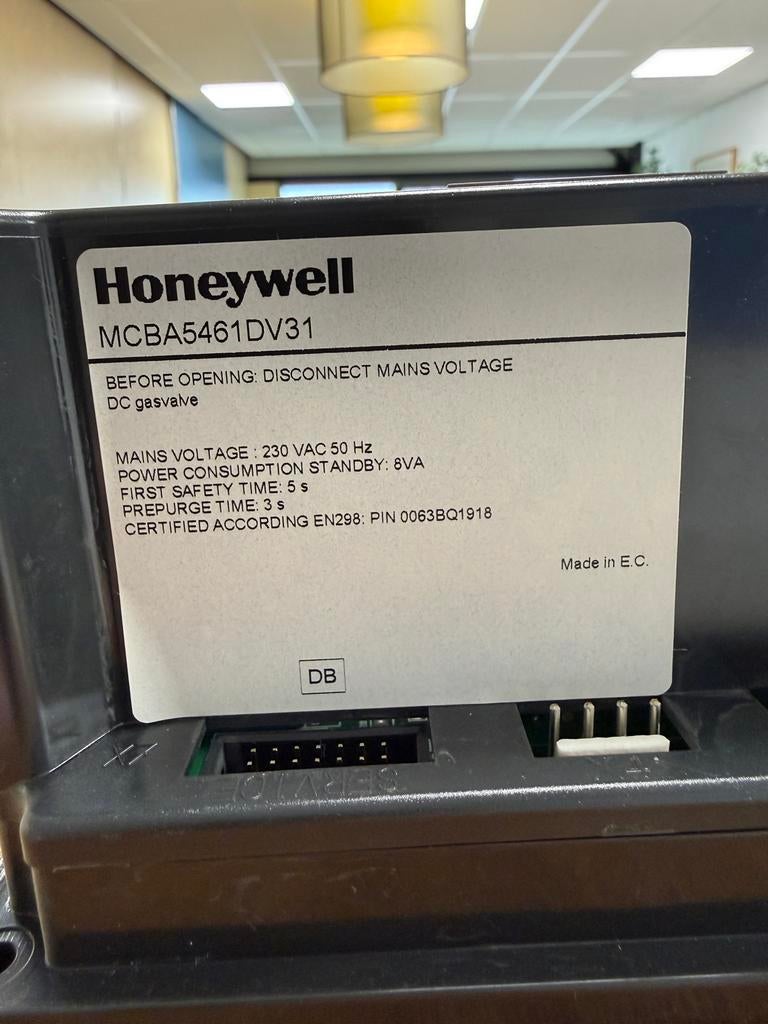 Honeywell
MCBA5461DV31
BEFORE OPENING: DISCONNECT MAINS VOLTAGE
DC gasvalve
MAINS VOLTAGE : 230 VAC 50 Hz
POWER CONSUMPTION STANDBY: 8VA
FIRST SAFETY TIME: 5 s
PREPURGE TIME: 3 s
CERTIFIED ACCORDING EN298: PIN 0063BQ1918
Made in E.C.
DB